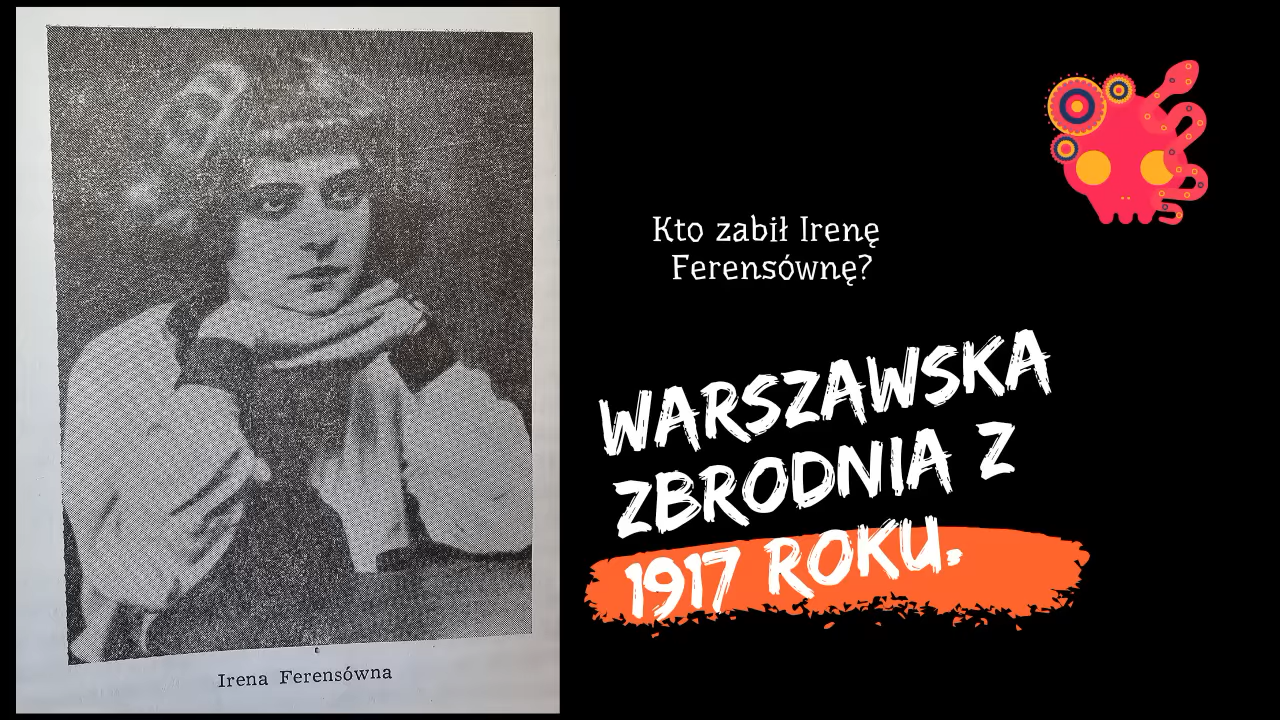 Irena Ferensówna
Kto zabił Irenę
Ferensównę?
WARSZAWSKA
ZBRODNIA Z
1917 ROKU.